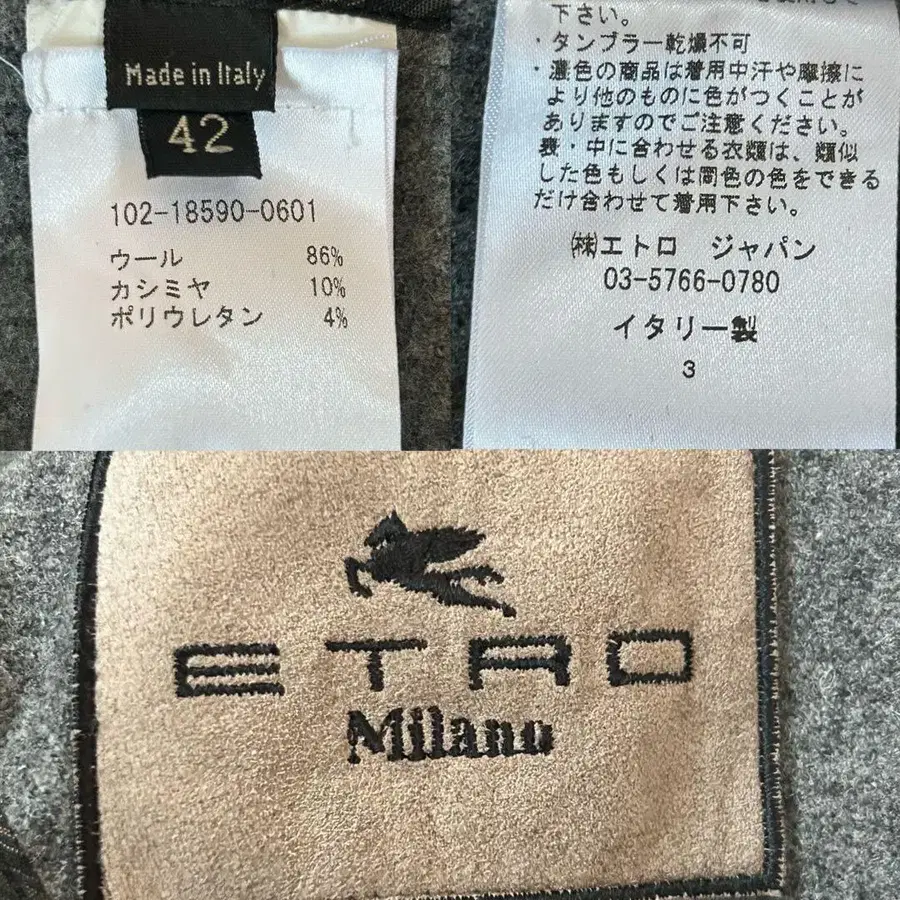 Made in Italy
42
102-18590-0601
ウール 86%
カシミヤ 10%
ポリウレタン 4%
下さい。
・タンブラー乾燥不可
・濃色の商品は着用中汗や摩擦に
より他のものに色がつくことが
ありますのでご注意ください。
表・中に合わせる衣類は、類似
した色もしくは同色の色をできる
だけ合わせて着用下さい。
㈱エトロ ジャパン
03-5766-0780
イタリー製
3
ETRO
Milano